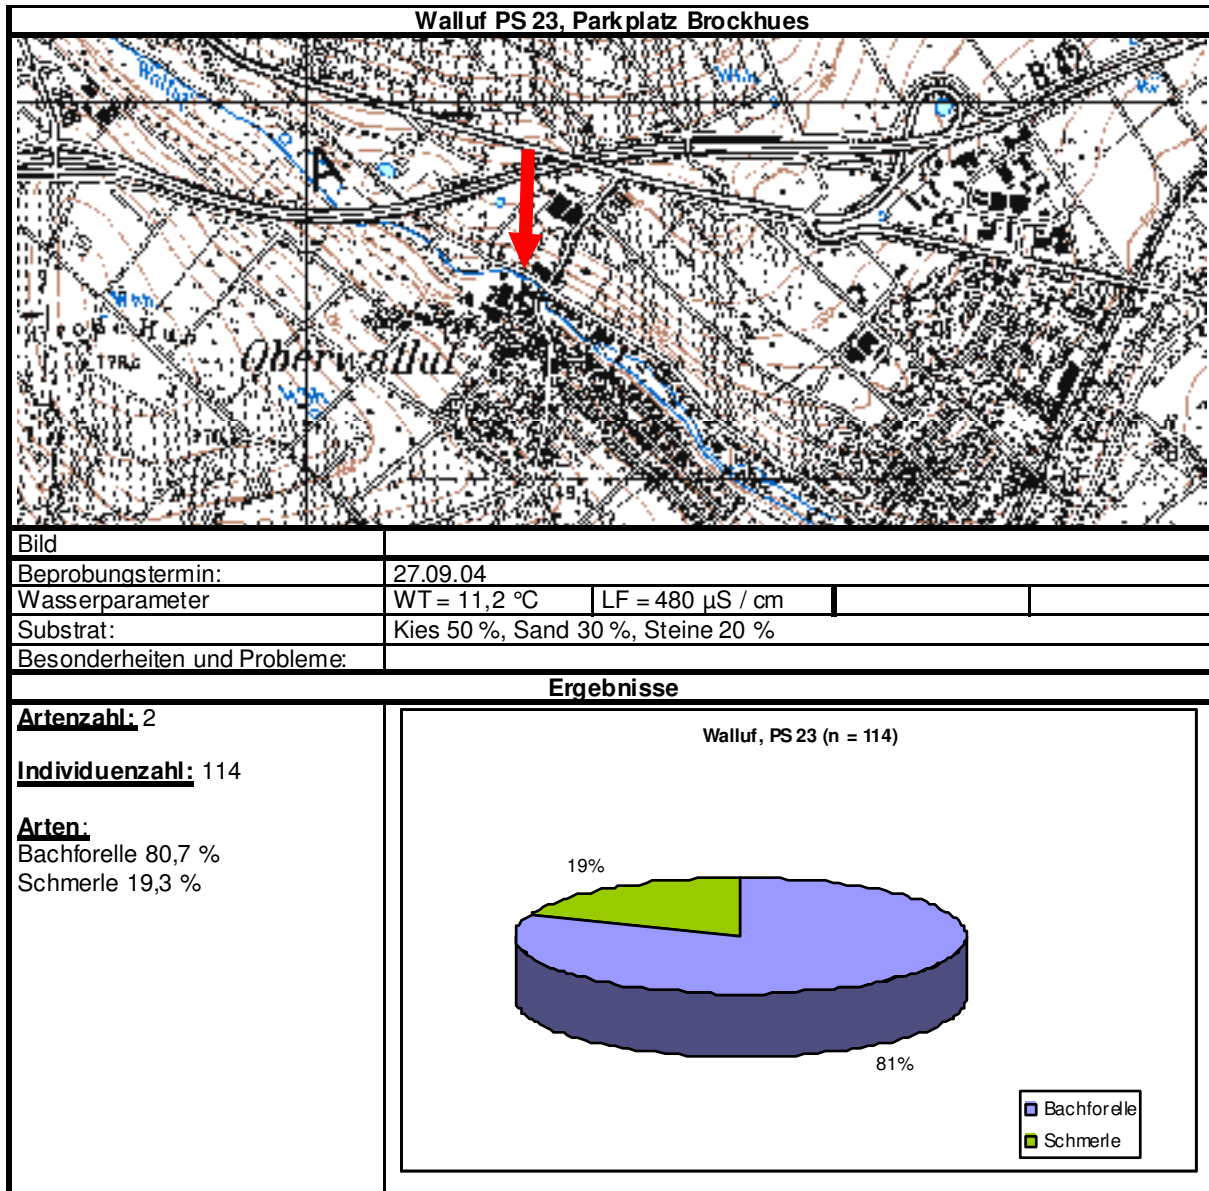 Walluf PS 23, Parkplatz Brockhues
B 42
A
Oberwalluf
Bild
Beprobungstermin: 27.09.04
Wasserparameter WT = 11,2 °C LF = 480 µS / cm
Substrat: Kies 50 %, Sand 30 %, Steine 20 %
Besonderheiten und Probleme:
Ergebnisse
Artenzahl: 2
Individuenzahl: 114
Arten:
Bachforelle 80,7 %
Schmerle 19,3 %
Walluf, PS 23 (n = 114)
19%
81%
Bachforelle
Schmerle